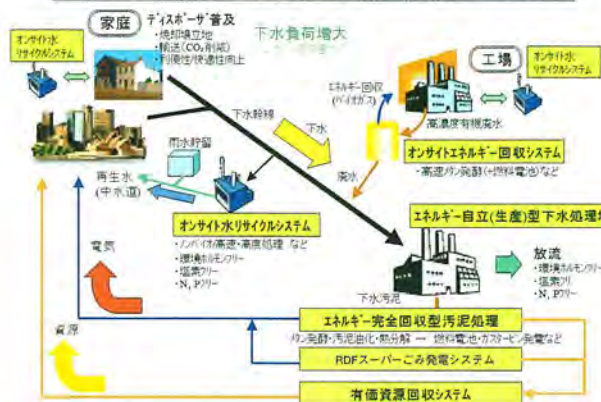 家庭
ディスポーザ普及
・焼却埋立地
・輸送(CO₂削減)
・利便性/快適性向上
下水負荷増大
オンサイト水
リサイクルシステム
工場
オンサイト水
リサイクルシステム
エネルギー回収
(バイオガス)
高濃度有機廃水
下水幹線
下水
雨水貯留
廃水
オンサイトエネルギー回収システム
・高速メタン発酵(+燃料電池)など
再生水
(中水道)
オンサイト水リサイクルシステム
・ノンバイオ高速・高度処理 など
・環境ホルモンフリー
・塩素フリー
・N, Pフリー
エネルギー自立(生産)型下水処理場
放流
・環境ホルモンフリー
・塩素フリー
・N, Pフリー
電気
下水汚泥
エネルギー完全回収型汚泥処理
メタン発酵・汚泥油化・熱分解 ― 燃料電池・ガスタービン発電など
資源
RDFスーパーごみ発電システム
有価資源回収システム